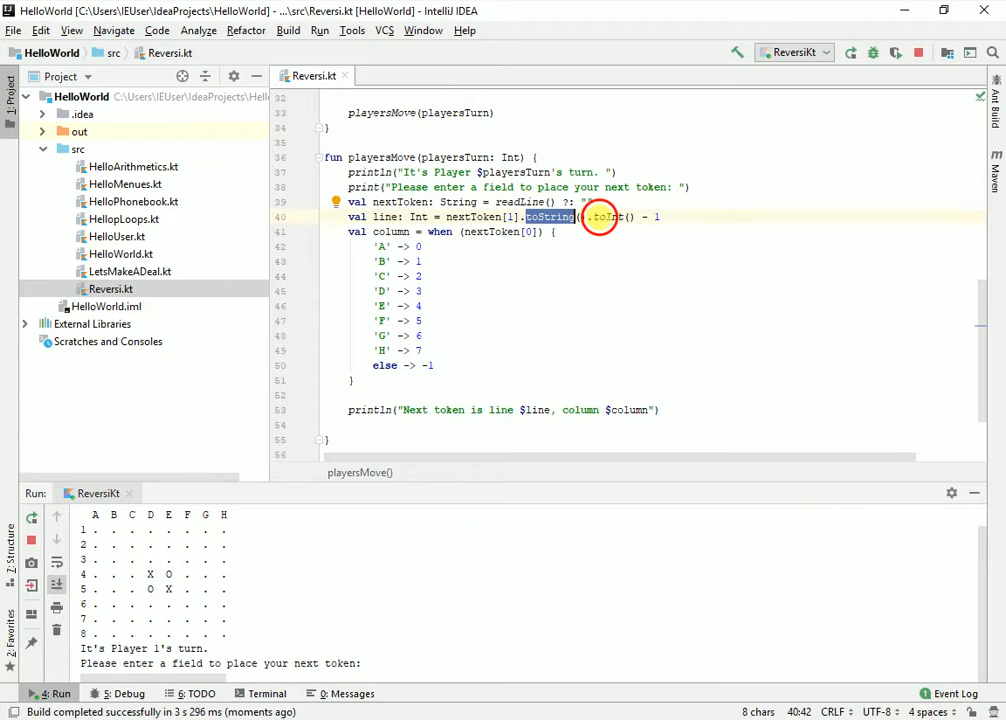 HelloWorld [C:\Users\IEUser\IdeaProjects\HelloWorld] - ...\src\Reversi.kt [HelloWorld] - IntelliJ IDEA
File Edit View Navigate Code Analyze Refactor Build Run Tools VCS Window Help
HelloWorld src Reversi.kt
ReversiKt
1: Project
Project
Reversi.kt
HelloWorld C:\Users\IEUser\IdeaProjects\Hello
.idea
out
src
HelloArithmetics.kt
HelloMenues.kt
HelloPhonebook.kt
HellopLoops.kt
HelloUser.kt
HelloWorld.kt
LetsMakeADeal.kt
Reversi.kt
HelloWorld.iml
External Libraries
Scratches and Consoles
32
33 playersMove(playersTurn)
34 }
35
36 fun playersMove(playersTurn: Int) {
37 println("It's Player $playersTurn's turn. ")
38 print("Please enter a field to place your next token: ")
39 val nextToken: String = readLine() ?: ""
40 val line: Int = nextToken[1].toString().toInt() - 1
41 val column = when (nextToken[0]) {
42 'A' -> 0
43 'B' -> 1
44 'C' -> 2
45 'D' -> 3
46 'E' -> 4
47 'F' -> 5
48 'G' -> 6
49 'H' -> 7
50 else -> -1
51 }
52
53 println("Next token is line $line, column $column")
54
55 }
56
playersMove()
Ant Build
Maven
Run: ReversiKt
A B C D E F G H
1 . . . . . . . .
2 . . . . . . . .
3 . . . . . . . .
4 . . . X O . . .
5 . . . O X . . .
6 . . . . . . . .
7 . . . . . . . .
8 . . . . . . . .
It's Player 1's turn.
Please enter a field to place your next token:
7: Structure
2: Favorites
4: Run 5: Debug 6: TODO Terminal 0: Messages Event Log
Build completed successfully in 3 s 296 ms (moments ago) 8 chars 40:42 CRLF UTF-8 4 spaces